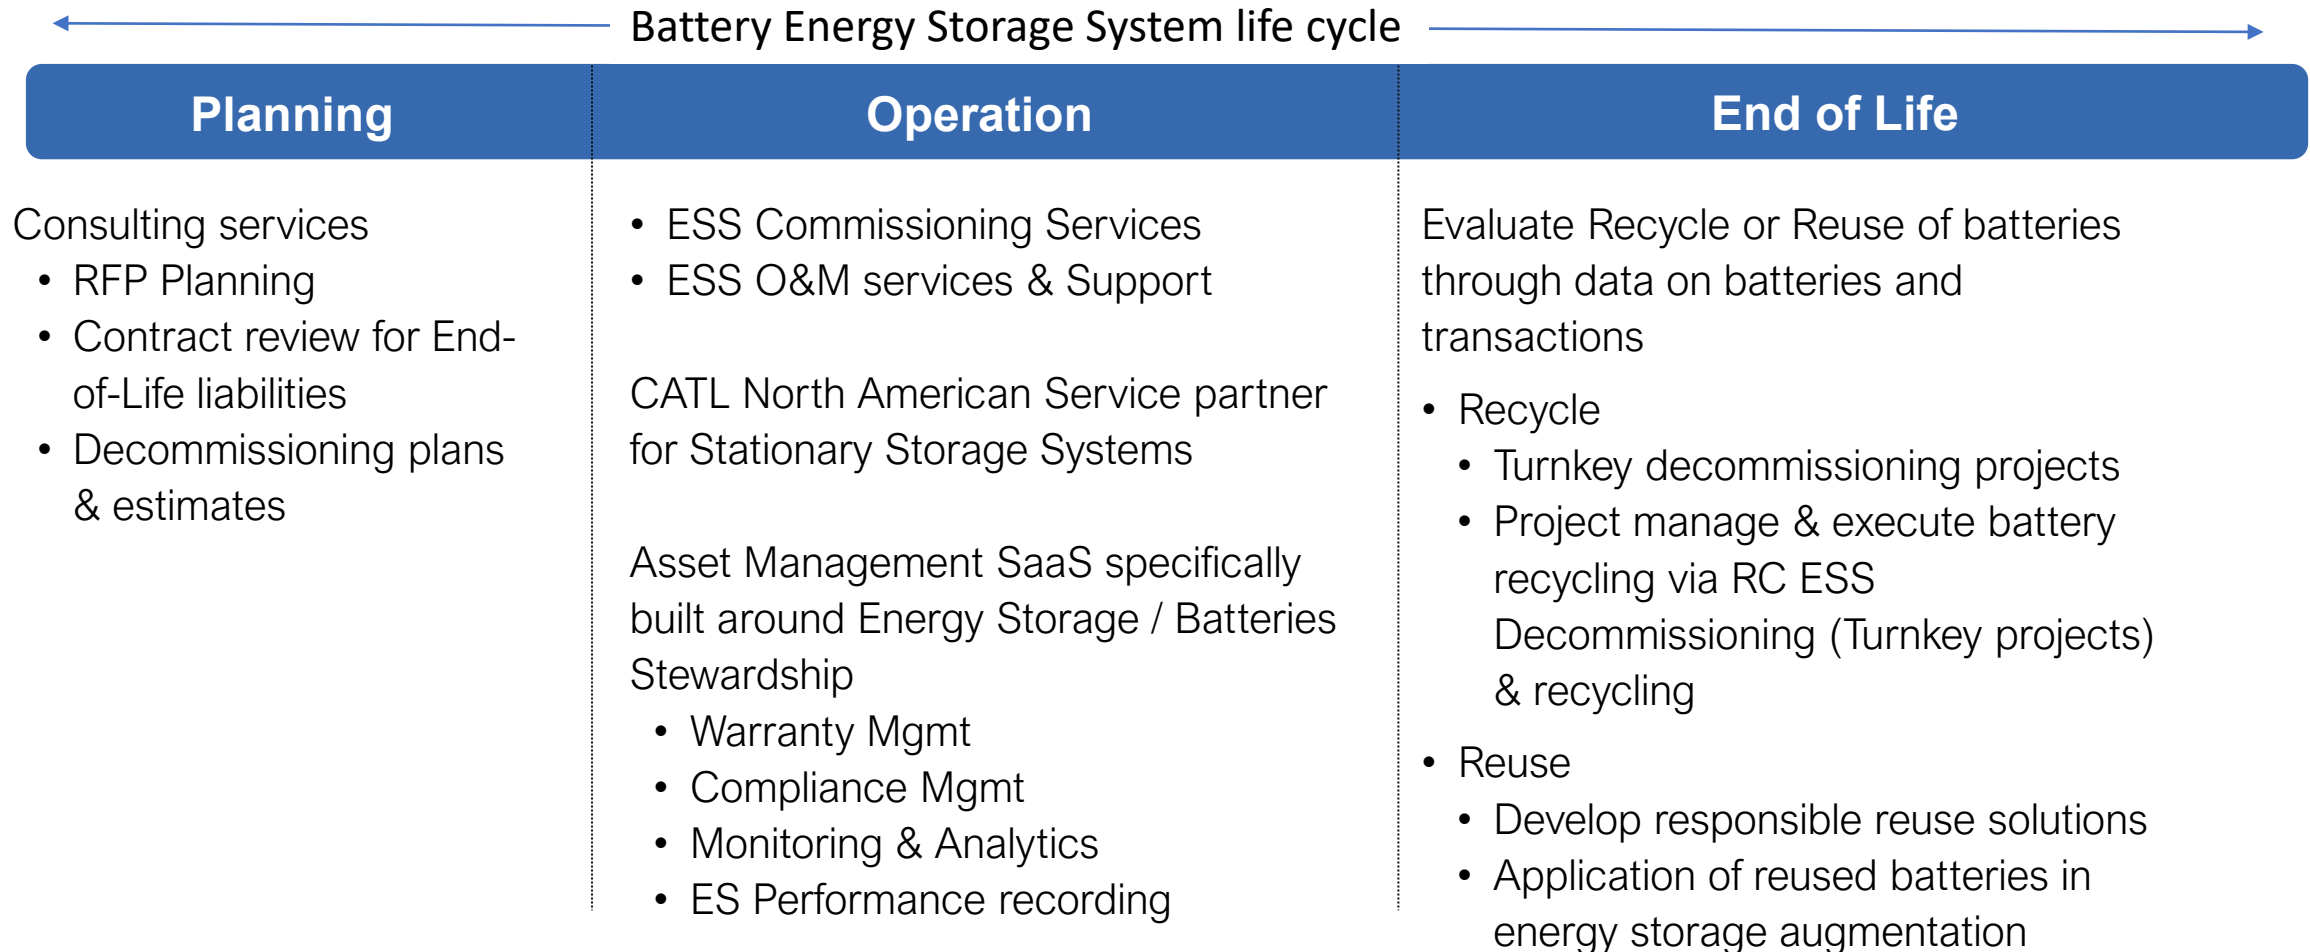 Battery Energy Storage System life cycle
Planning
Operation
End of Life
Consulting services
• RFP Planning
• Contract review for End-
of-Life liabilities
• Decommissioning plans
& estimates
• ESS Commissioning Services
• ESS O&M services & Support
CATL North American Service partner
for Stationary Storage Systems
Asset Management SaaS specifically
built around Energy Storage / Batteries
Stewardship
• Warranty Mgmt
• Compliance Mgmt
• Monitoring & Analytics
• ES Performance recording
Evaluate Recycle or Reuse of batteries
through data on batteries and
transactions
• Recycle
• Turnkey decommissioning projects
• Project manage & execute battery
recycling via RC ESS
Decommissioning (Turnkey projects)
& recycling
• Reuse
• Develop responsible reuse solutions
• Application of reused batteries in
energy storage augmentation